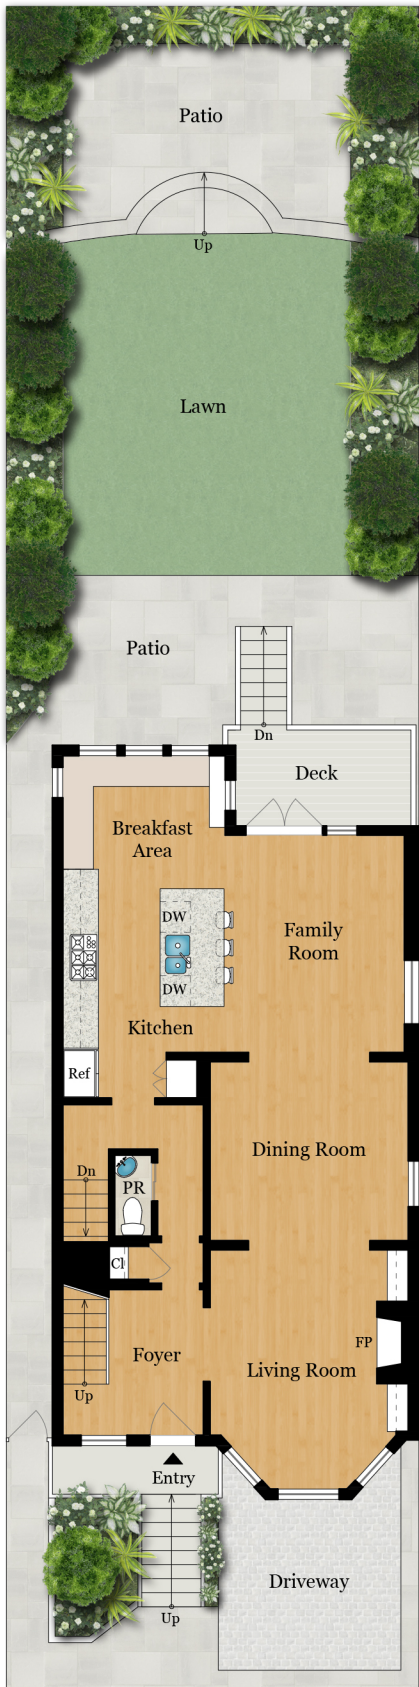 Patio
Up
Lawn
Patio
Dn
Deck
Breakfast
Area
DW
Family
Room
DW
Kitchen
Ref
Dining Room
Dn
PR
Cl
Foyer
FP
Living Room
Up
Entry
Driveway
Up